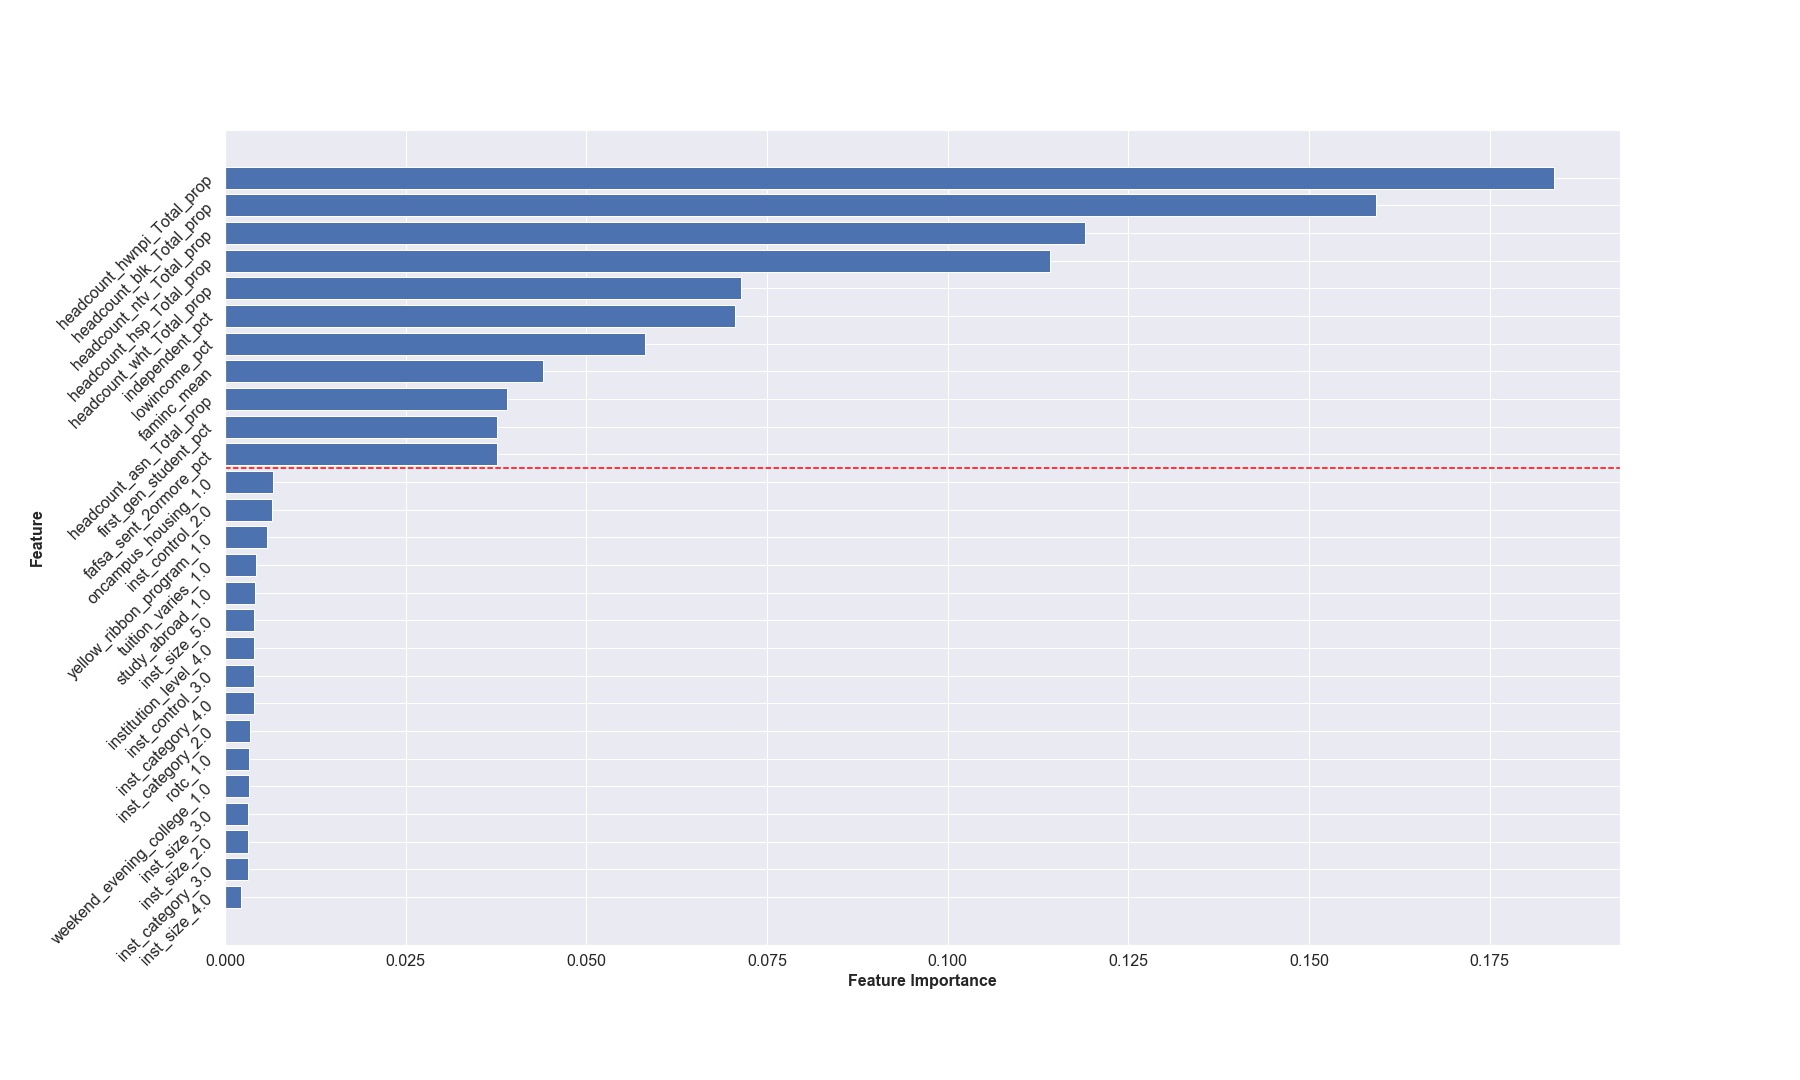 headcount_hwnpi_Total_prop
headcount_blk_Total_prop
headcount_ntv_Total_prop
headcount_hsp_Total_prop
headcount_wht_Total_prop
independent_pct
lowincome_pct
faminc_mean
headcount_asn_Total_prop
first_gen_student_pct
fafsa_sent_2ormore_pct
oncampus_housing_1.0
inst_control_2.0
yellow_ribbon_program_1.0
tuition_varies_1.0
study_abroad_1.0
inst_size_5.0
institution_level_4.0
inst_control_3.0
inst_category_4.0
inst_category_2.0
rotc_1.0
weekend_evening_college_1.0
inst_size_3.0
inst_size_2.0
inst_category_3.0
inst_size_4.0
Feature
0.000 0.025 0.050 0.075 0.100 0.125 0.150 0.175
Feature Importance